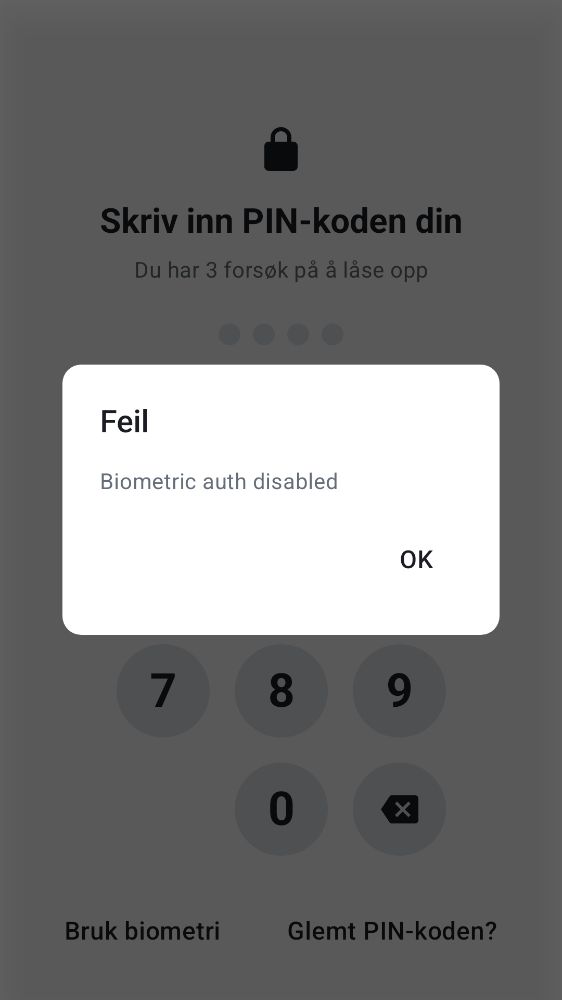 Skriv inn PIN-koden din
Du har 3 forsøk på å låse opp
Feil
Biometric auth disabled
OK
7 8 9
0
Bruk biometri Glemt PIN-koden?